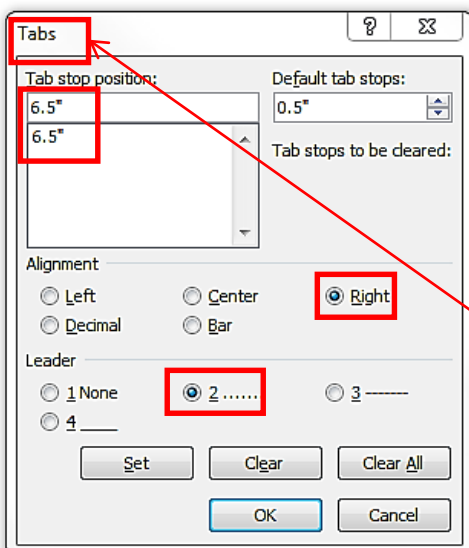 Tabs
Tab stop position: Default tab stops:
6.5" 0.5"
6.5" Tab stops to be cleared:
Alignment
Left Center Right
Decimal Bar
Leader
1 None 2 ...... 3 -------
4 ____
Set Clear Clear All
OK Cancel